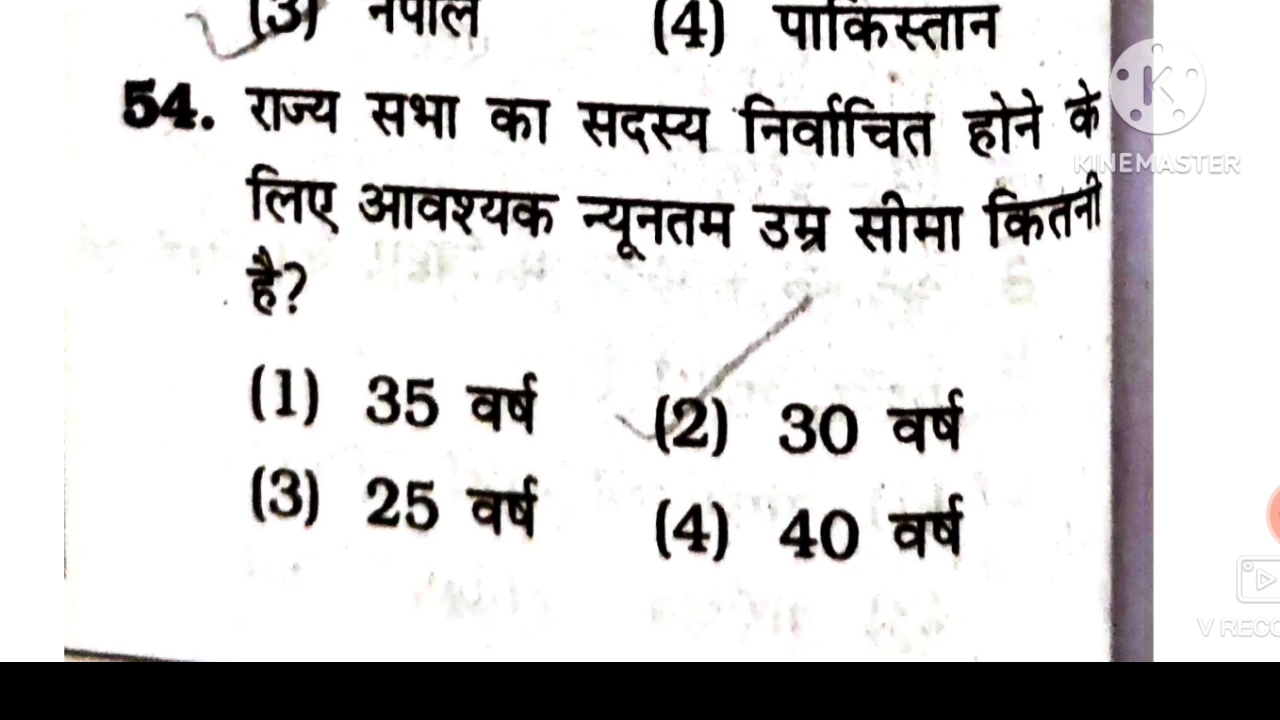 (3) नेपाल (4) पाकिस्तान
54. राज्य सभा का सदस्य निर्वाचित होने के
लिए आवश्यक न्यूनतम उम्र सीमा कितनी
है?
(1) 35 वर्ष (2) 30 वर्ष
(3) 25 वर्ष (4) 40 वर्ष
K
KINEMASTER
V RECO